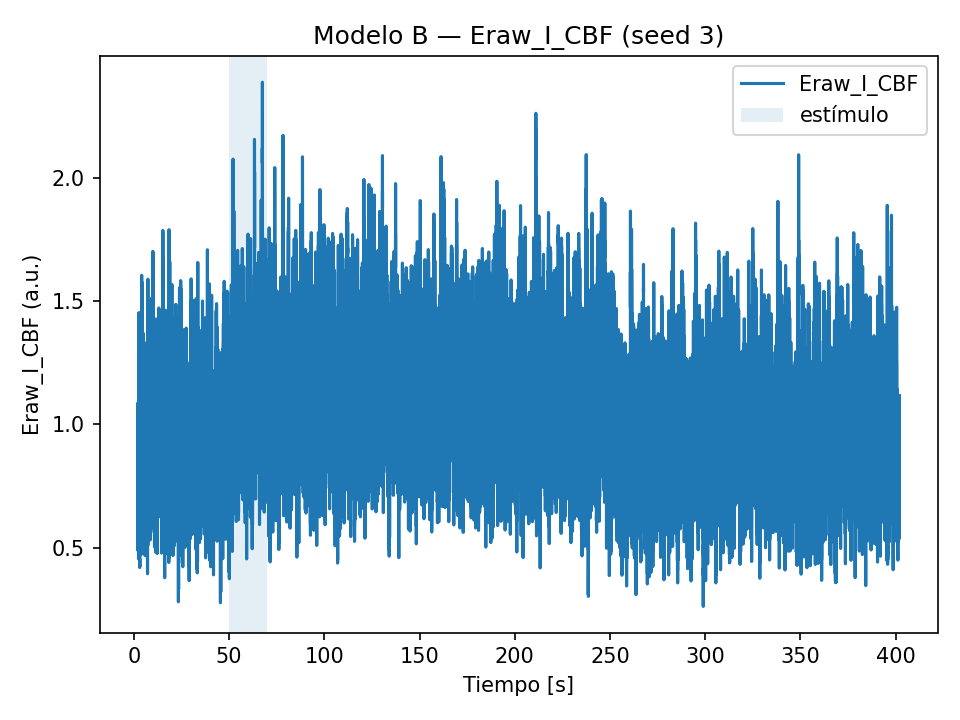 Modelo B — Eraw_I_CBF (seed 3)
Eraw_I_CBF
estímulo
Eraw_I_CBF (a.u.)
2.0
1.5
1.0
0.5
0 50 100 150 200 250 300 350 400
Tiempo [s]